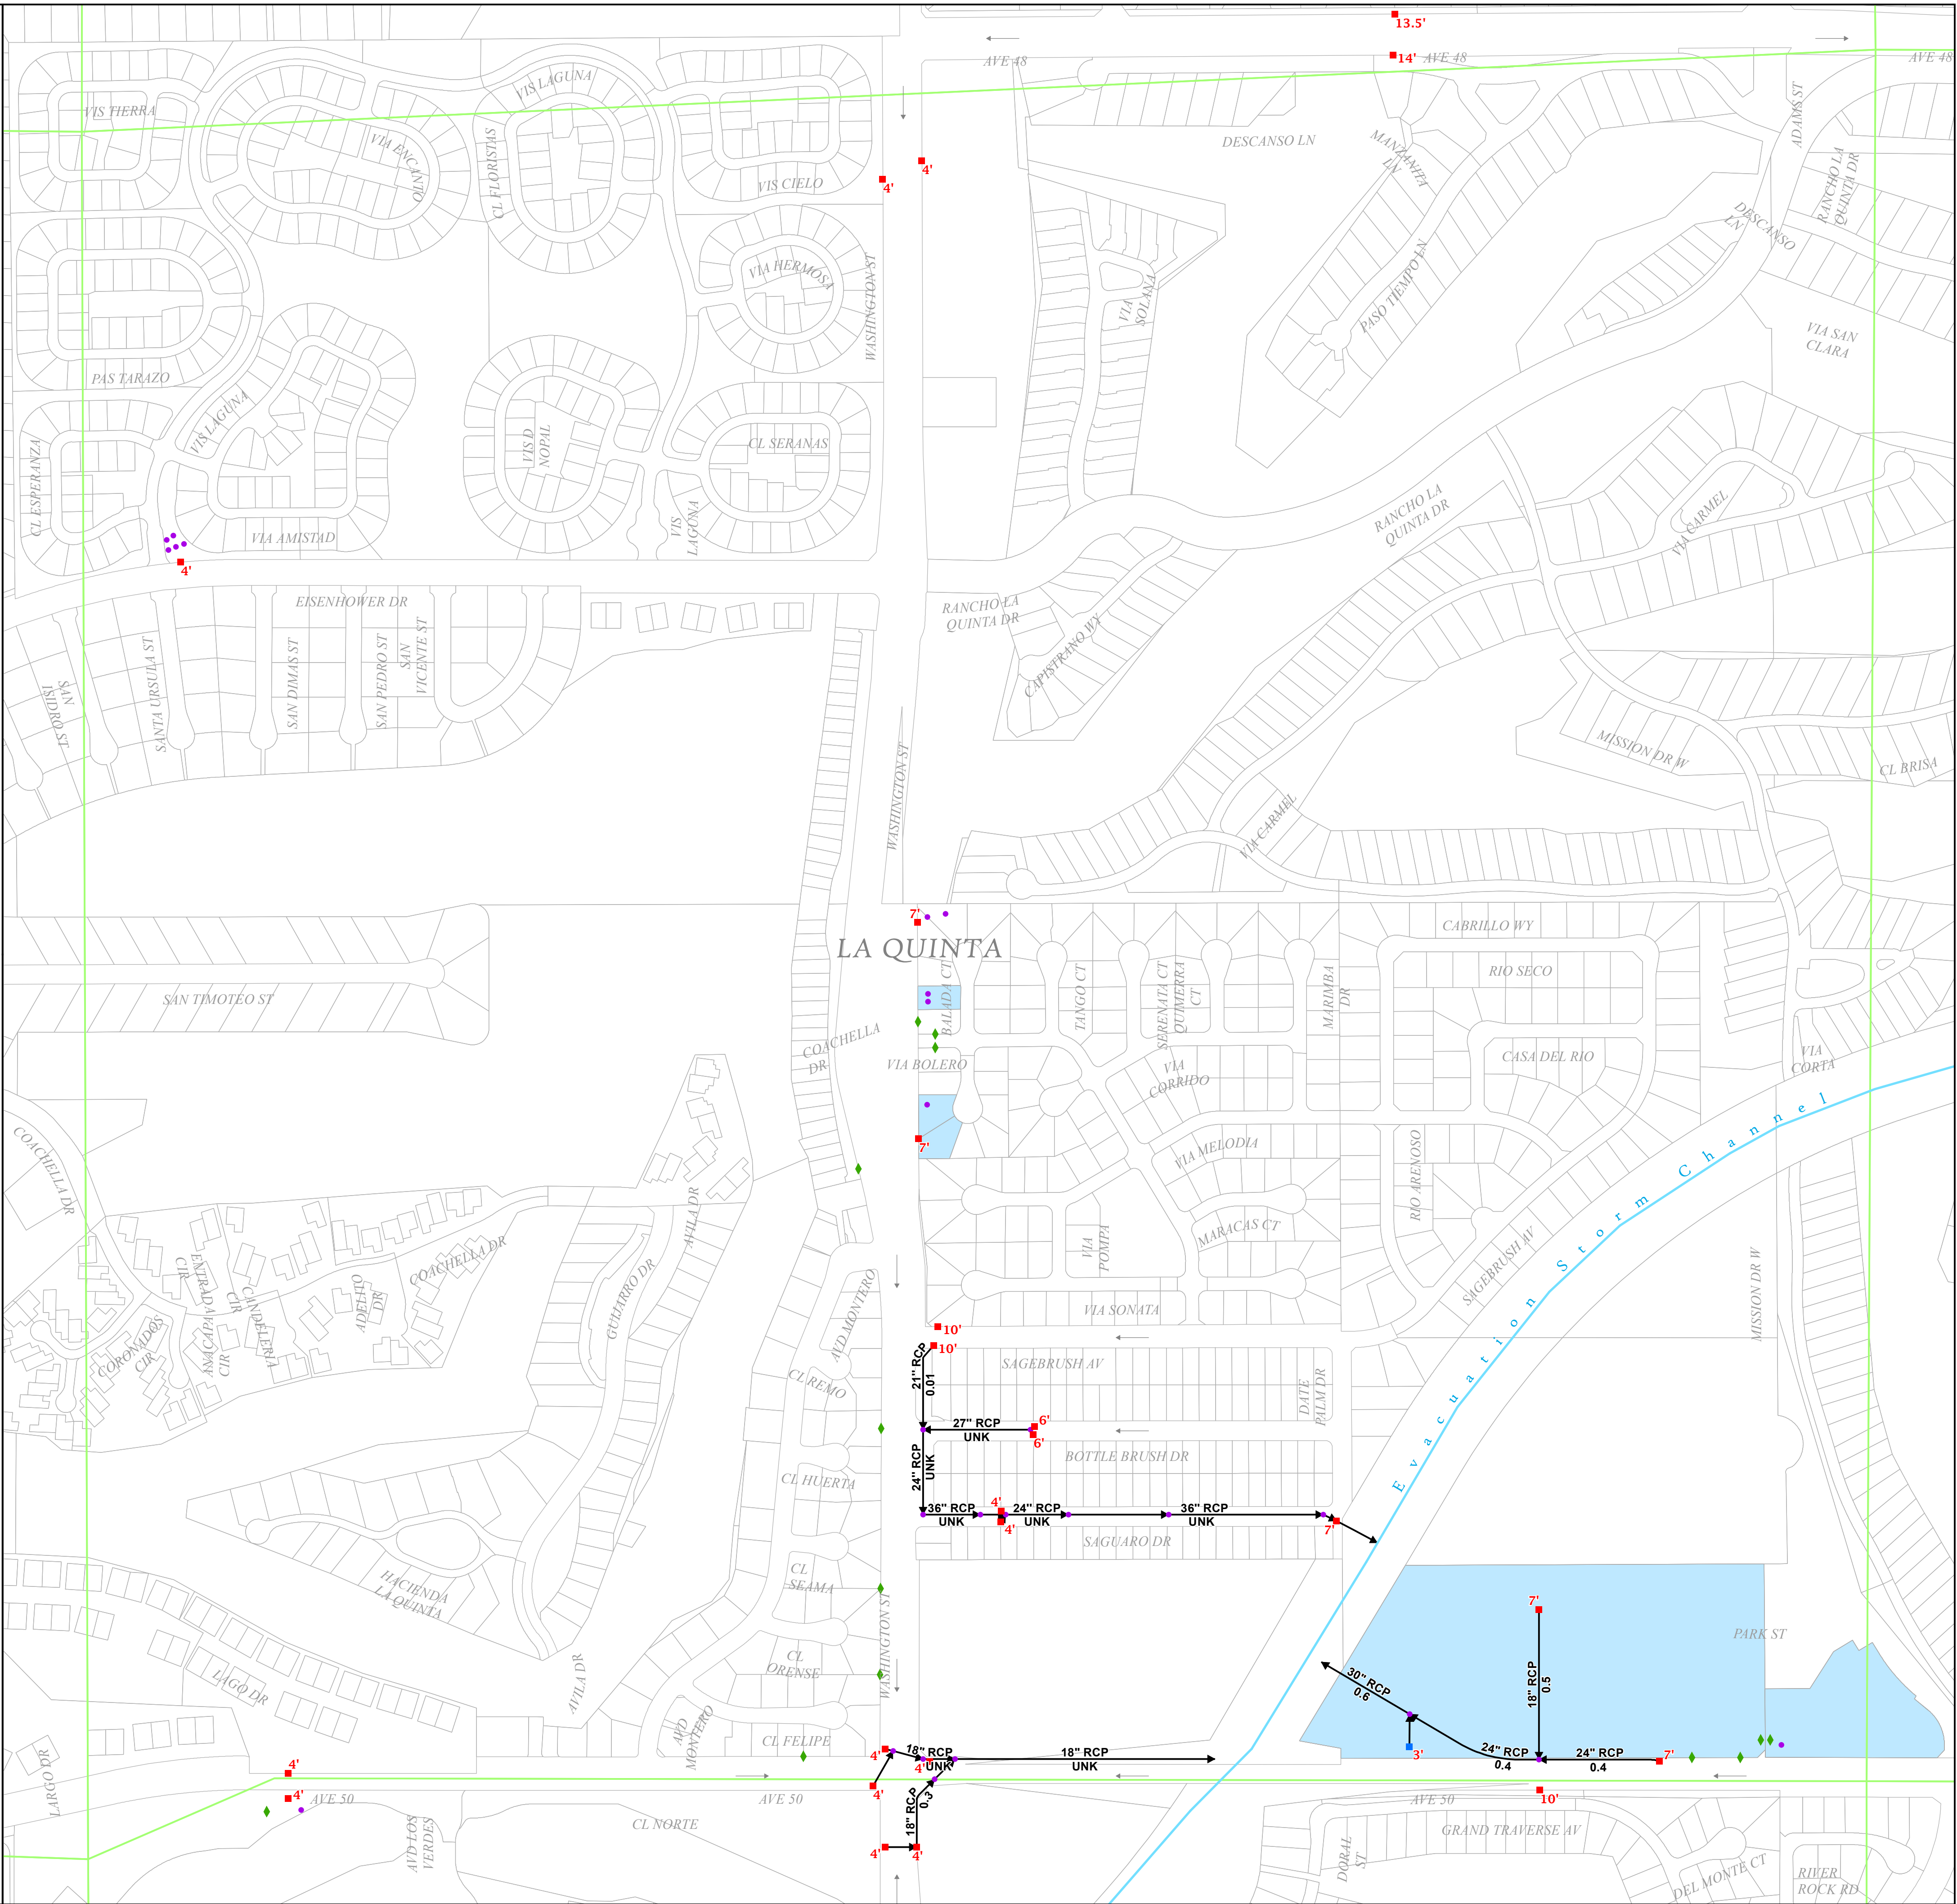 13.5'
14'
AVE 48
AVE 48
AVE 48
VIS TIERRA
VIS LAGUNA
VIA ENCANTO
CL FLORISTAS
VIS CIELO
4'
4'
DESCANSO LN
MANZANITA
LN
ADAMS ST
RANCHO LA
QUINTA DR
DESCANSO
LN
VIA HERMOSA
WASHINGTON ST
VIA
SOLANA
PASO TIEMPO LN
VIA SAN
CLARA
PAS TARAZO
VIS LAGUNA
CL ESPERANZA
VIS D
NOPAL
CL SERANAS
VIS
LAGUNA
VIA AMISTAD
4'
RANCHO LA
QUINTA DR
VIA CARMEL
EISENHOWER DR
RANCHO LA
QUINTA DR
CAPISTRANO WY
SAN
ISIDRO ST
SANTA URSULA ST
SAN DIMAS ST
SAN PEDRO ST
SAN
VICENTE ST
WASHINGTON ST
MISSION DR W
CL BRISA
VIA CARMEL
7'
LA QUINTA
CABRILLO WY
RIO SECO
SAN TIMOTEO ST
BALADA CT
TANGO CT
SERENATA CT
QUIMERRA
CT
MARIMBA
DR
COACHELLA
DR
VIA BOLERO
VIA
CORRIDO
CASA DEL RIO
VIA
CORTA
7'
VIA MELODIA
RIO ARENOSO
COACHELLA DR
MARACAS CT
VIA
POMPA
SAGEBRUSH AV
Evacuation Storm Channel
MISSION DR W
ENTRADA
CIR
ANACAPA
CIR
CANDELERIA
CIR
ADELITO
DR
COACHELLA DR
CORONADOS
CIR
GUIJARRO DR
AVILA DR
AVD MONTERO
VIA SONATA
10'
10'
21" RCP
0.01
SAGEBRUSH AV
DATE
PALM DR
CL REMO
27" RCP
UNK
6'
6'
BOTTLE BRUSH DR
24" RCP
UNK
CL HUERTA
36" RCP
UNK
4'
4'
24" RCP
UNK
36" RCP
UNK
7'
SAGUARO DR
CL
SEAMA
HACIENDA
LA QUINTA
WASHINGTON ST
CL
ORENSE
AVILA DR
LAGO DR
AVD
MONTERO
CL FELIPE
7'
18" RCP
0.5
PARK ST
30" RCP
0.6
3'
24" RCP
0.4
24" RCP
0.4
7'
4'
18" RCP
UNK
4'
18" RCP
UNK
4'
4'
4'
LARGO DR
AVE 50
AVE 50
AVE 50
10'
18" RCP
0.3
4'
4'
CL NORTE
AVD LOS
VERDES
GRAND TRAVERSE AV
DORAL
ST
DEL MONTE CT
RIVER
ROCK RD